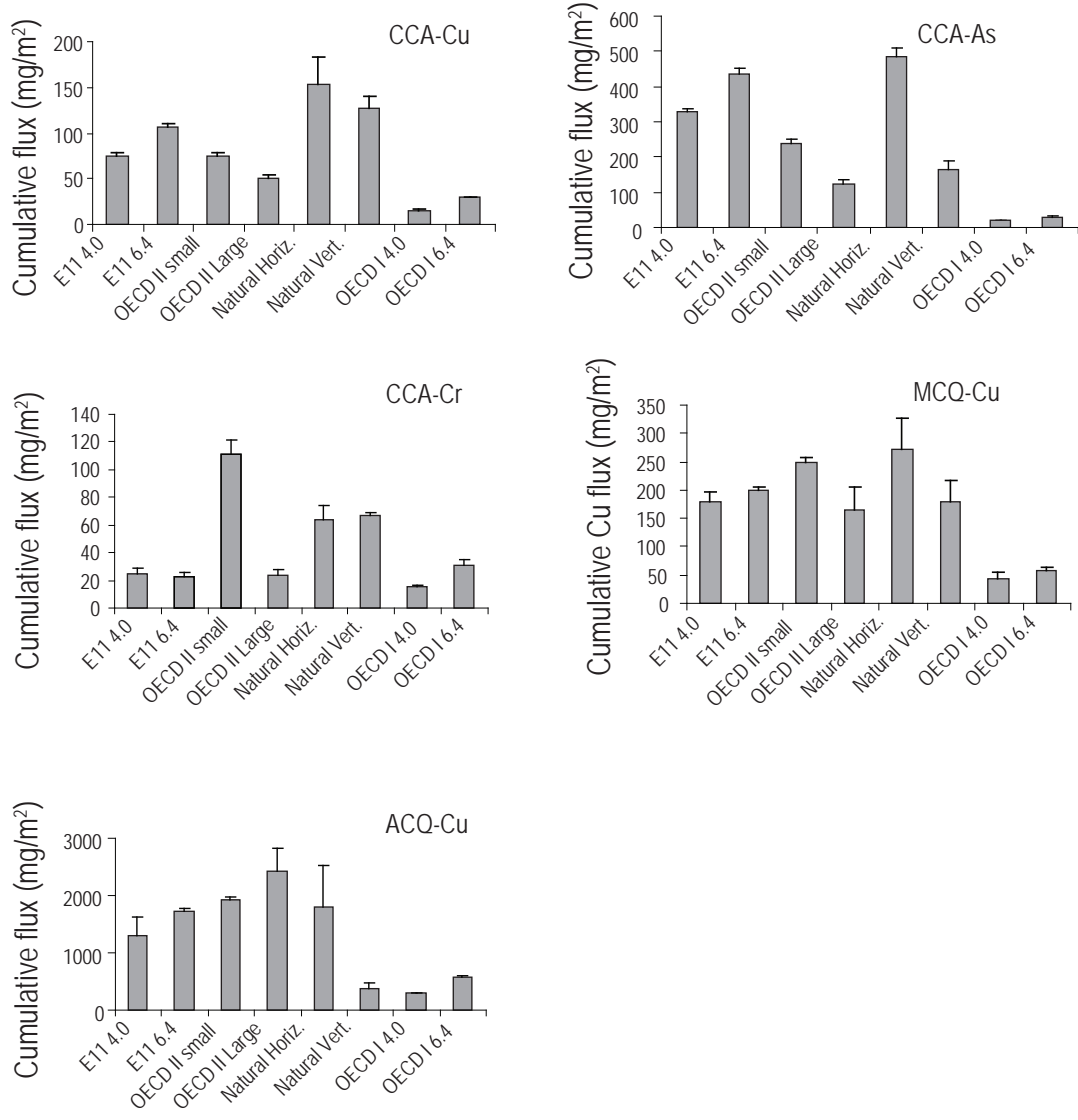 CCA-Cu
Cumulative flux (mg/m²)
200
150
100
50
0
E11 4.0
E11 6.4
OECD II small
OECD II Large
Natural Horiz.
Natural Vert.
OECD I 4.0
OECD I 6.4
CCA-As
Cumulative flux (mg/m²)
600
500
400
300
200
100
0
E11 4.0
E11 6.4
OECD II small
OECD II Large
Natural Horiz.
Natural Vert.
OECD I 4.0
OECD I 6.4
CCA-Cr
Cumulative flux (mg/m²)
140
120
100
80
60
40
20
0
E11 4.0
E11 6.4
OECD II small
OECD II Large
Natural Horiz.
Natural Vert.
OECD I 4.0
OECD I 6.4
MCQ-Cu
Cumulative Cu flux (mg/m²)
350
300
250
200
150
100
50
0
E11 4.0
E11 6.4
OECD II small
OECD II Large
Natural Horiz.
Natural Vert.
OECD I 4.0
OECD I 6.4
ACQ-Cu
Cumulative flux (mg/m²)
3000
2000
1000
0
E11 4.0
E11 6.4
OECD II small
OECD II Large
Natural Horiz.
Natural Vert.
OECD I 4.0
OECD I 6.4